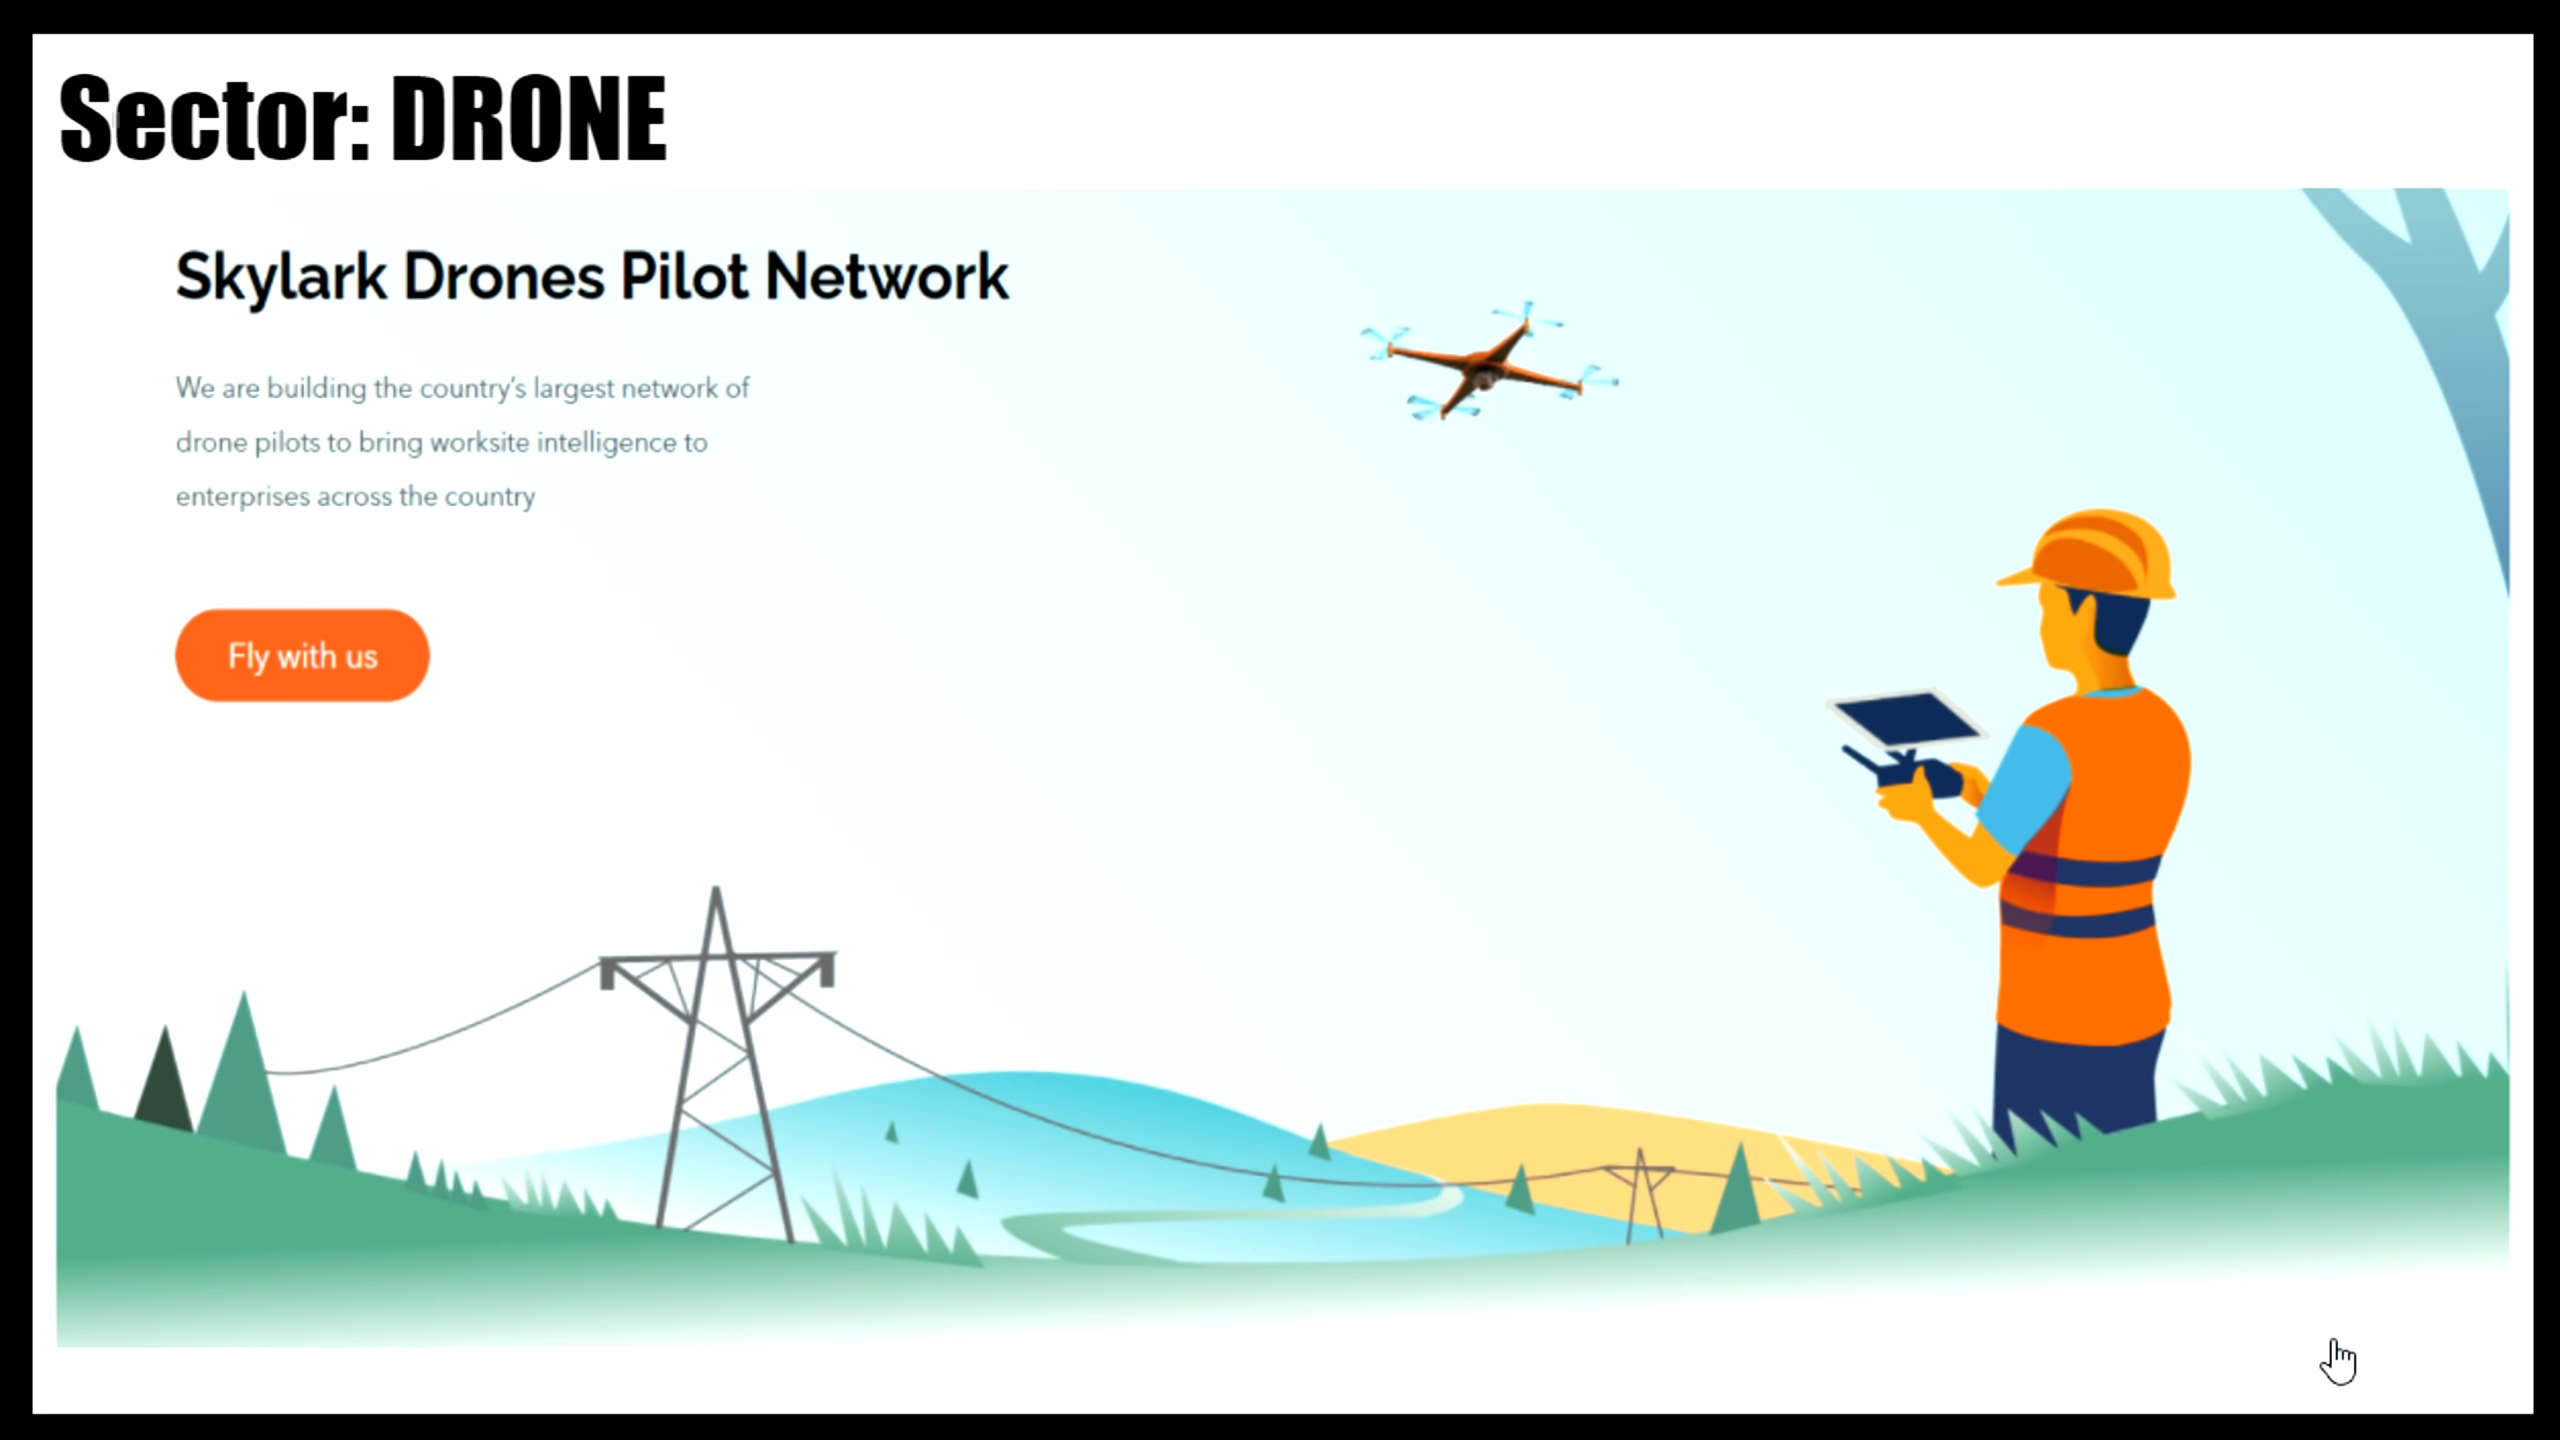 Sector: DRONE
Skylark Drones Pilot Network
We are building the country's largest network of
drone pilots to bring worksite intelligence to
enterprises across the country
Fly with us